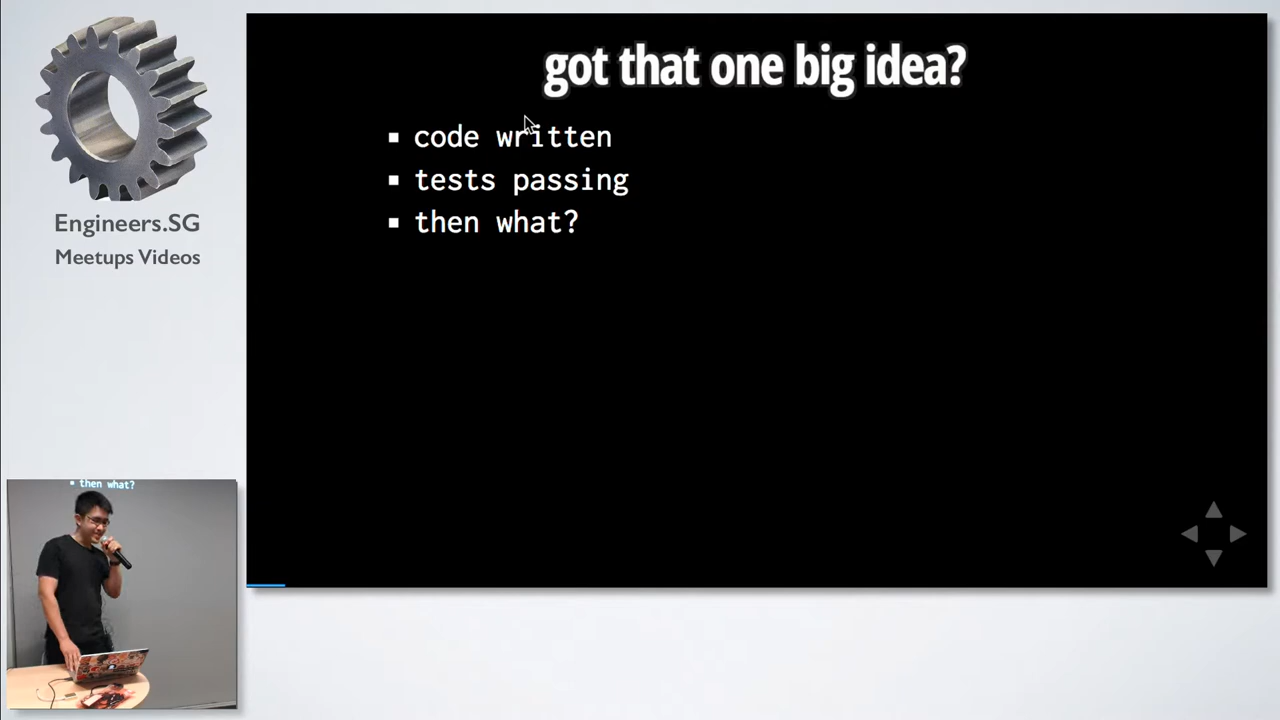 got that one big idea?
▪ code written
▪ tests passing
▪ then what?
Engineers.SG
Meetups Videos
▪ then what?